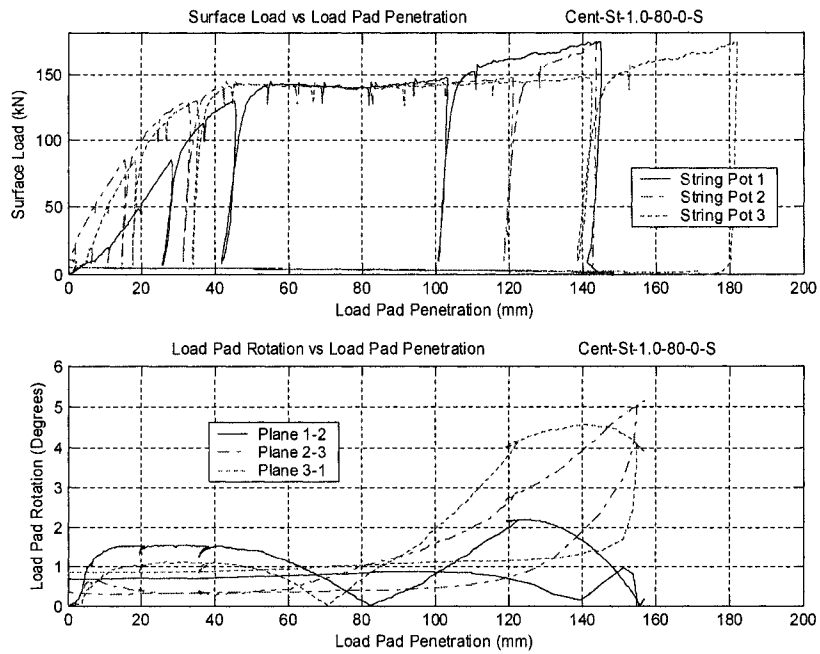 Surface Load vs Load Pad Penetration Cent-St-1.0-80-0-S
150
100
50
0
Surface Load (kN)
String Pot 1
String Pot 2
String Pot 3
0 20 40 60 80 100 120 140 160 180 200
Load Pad Penetration (mm)
Load Pad Rotation vs Load Pad Penetration Cent-St-1.0-80-0-S
6
5
4
3
2
1
0
Load Pad Rotation (Degrees)
Plane 1-2
Plane 2-3
Plane 3-1
0 20 40 60 80 100 120 140 160 180 200
Load Pad Penetration (mm)